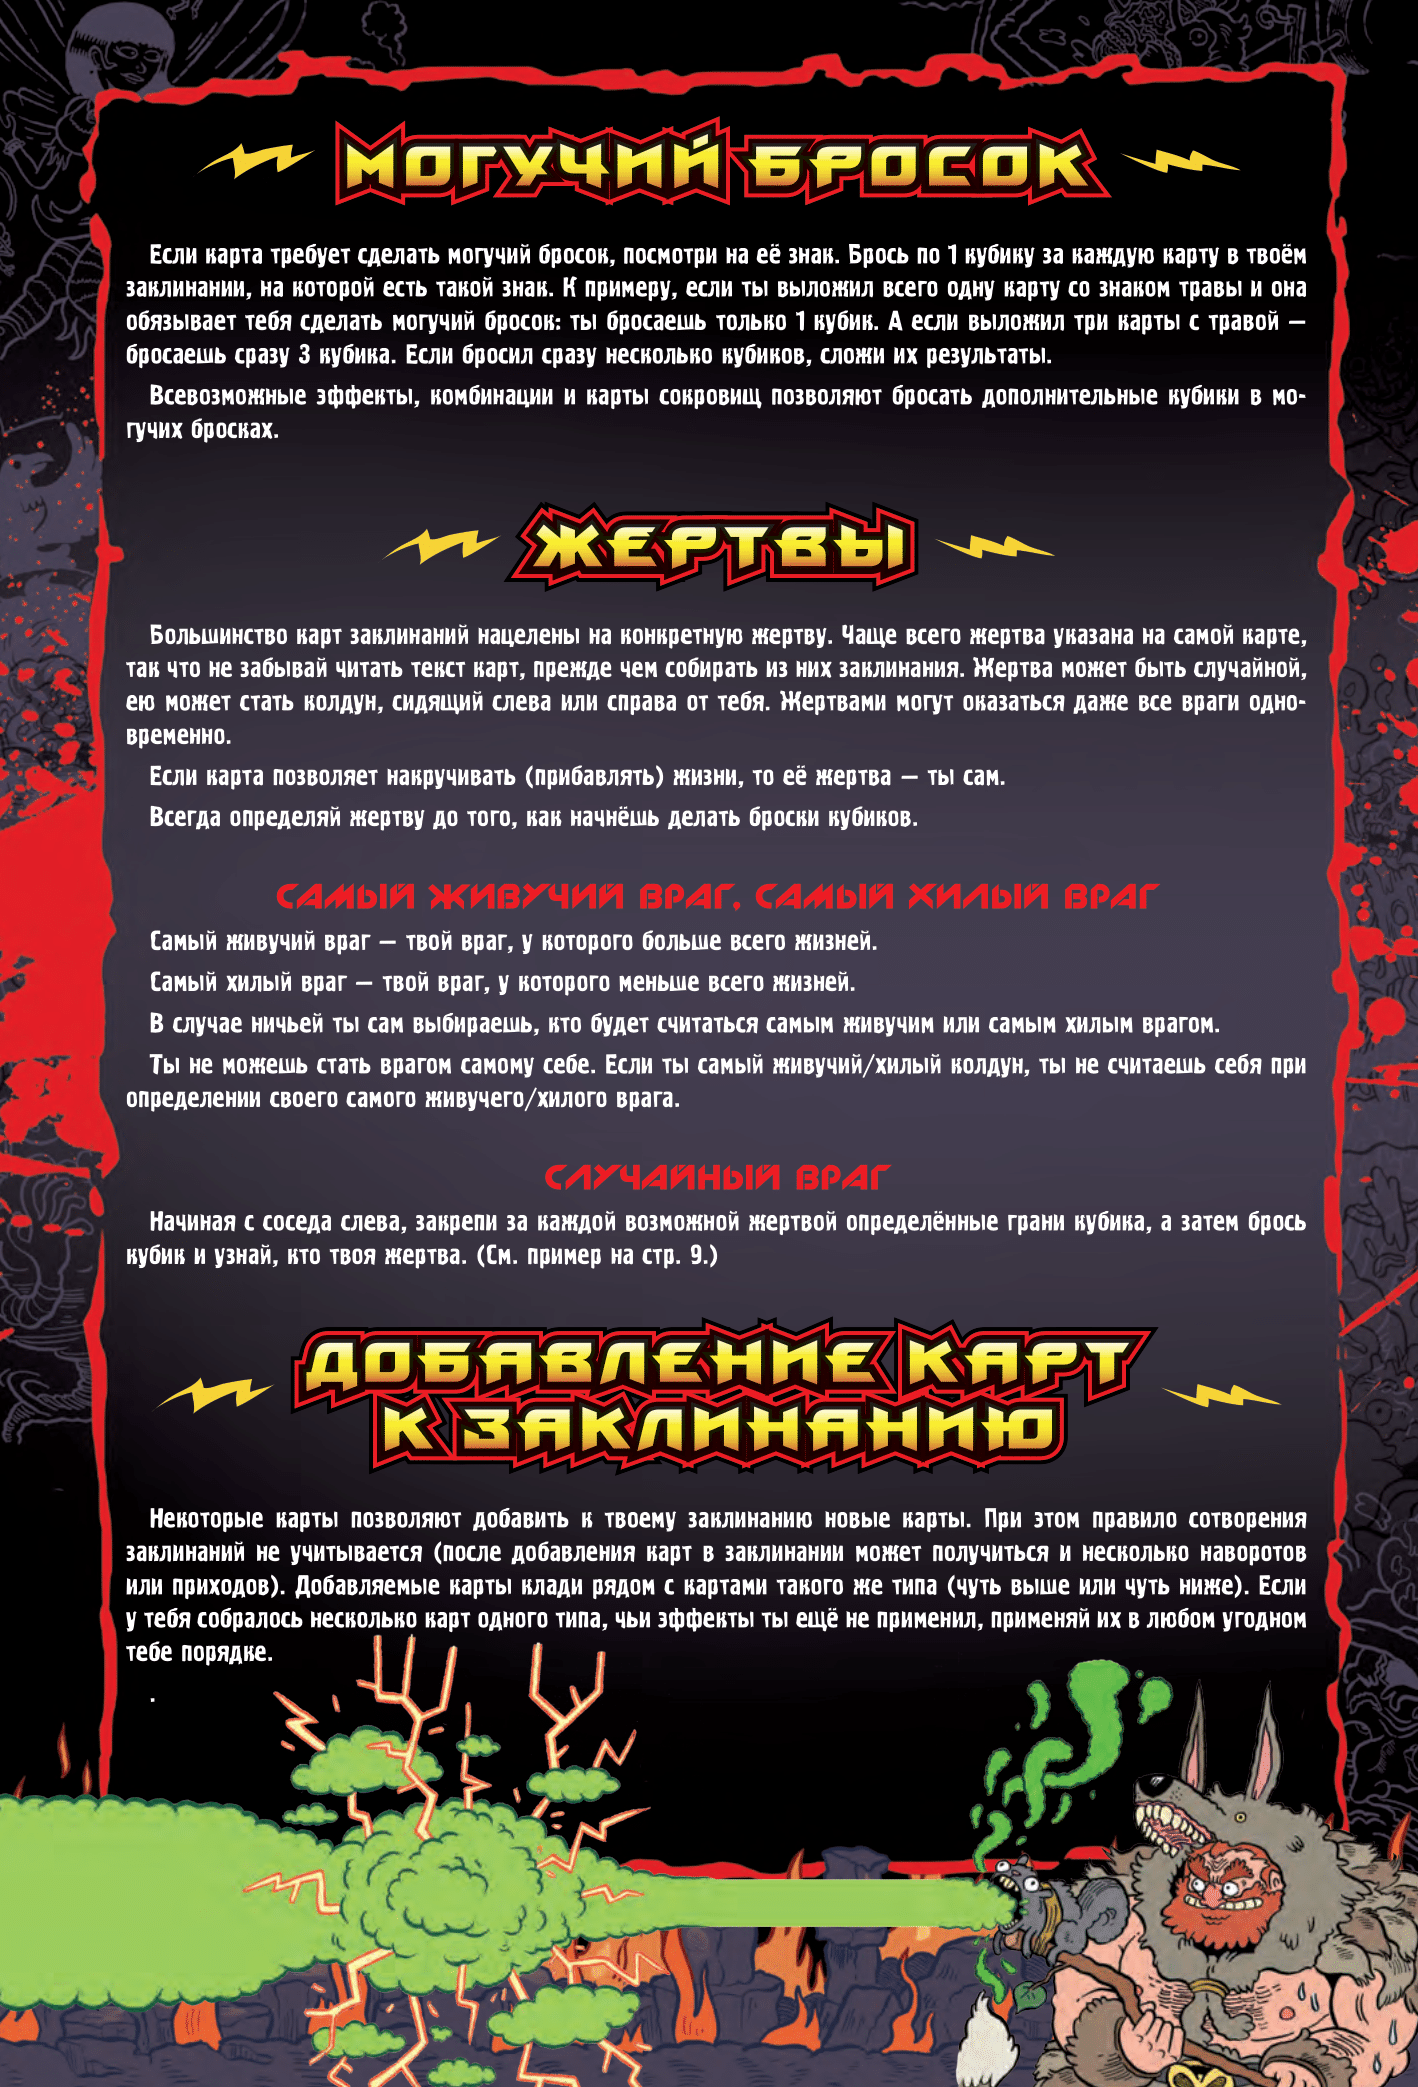 МОГУЧИЙ БРОСОК
Если карта требует сделать могучий бросок, посмотри на её знак. Брось по 1 кубику за каждую карту в твоём
заклинании, на которой есть такой знак. К примеру, если ты выложил всего одну карту со знаком травы и она
обязывает тебя сделать могучий бросок: ты бросаешь только 1 кубик. А если выложил три карты с травой —
бросаешь сразу 3 кубика. Если бросил сразу несколько кубиков, сложи их результаты.
Всевозможные эффекты, комбинации и карты сокровищ позволяют бросать дополнительные кубики в мо-
гучих бросках.
ЖЕРТВЫ
Большинство карт заклинаний нацелены на конкретную жертву. Чаще всего жертва указана на самой карте,
так что не забывай читать текст карт, прежде чем собирать из них заклинания. Жертва может быть случайной,
ею может стать колдун, сидящий слева или справа от тебя. Жертвами могут оказаться даже все враги одно-
временно.
Если карта позволяет накручивать (прибавлять) жизни, то её жертва — ты сам.
Всегда определяй жертву до того, как начнёшь делать броски кубиков.
САМЫЙ ЖИВУЧИЙ ВРАГ, САМЫЙ ХИЛЫЙ ВРАГ
Самый живучий враг — твой враг, у которого больше всего жизней.
Самый хилый враг — твой враг, у которого меньше всего жизней.
В случае ничьей ты сам выбираешь, кто будет считаться самым живучим или самым хилым врагом.
Ты не можешь стать врагом самому себе. Если ты самый живучий/хилый колдун, ты не считаешь себя при
определении своего самого живучего/хилого врага.
СЛУЧАЙНЫЙ ВРАГ
Начиная с соседа слева, закрепи за каждой возможной жертвой определённые грани кубика, а затем брось
кубик и узнай, кто твоя жертва. (См. пример на стр. 9.)
ДОБАВЛЕНИЕ КАРТ
К ЗАКЛИНАНИЮ
Некоторые карты позволяют добавить к твоему заклинанию новые карты. При этом правило сотворения
заклинаний не учитывается (после добавления карт в заклинании может получиться и несколько наворотов
или приходов). Добавляемые карты клади рядом с картами такого же типа (чуть выше или чуть ниже). Если
у тебя собралось несколько карт одного типа, чьи эффекты ты ещё не применил, применяй их в любом угодном
тебе порядке.
.